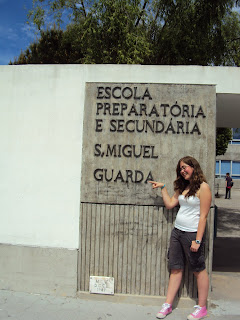 ESCOLA
PREPARATÓRIA
E SECUNDÁRIA
S.MIGUEL
GUARDA